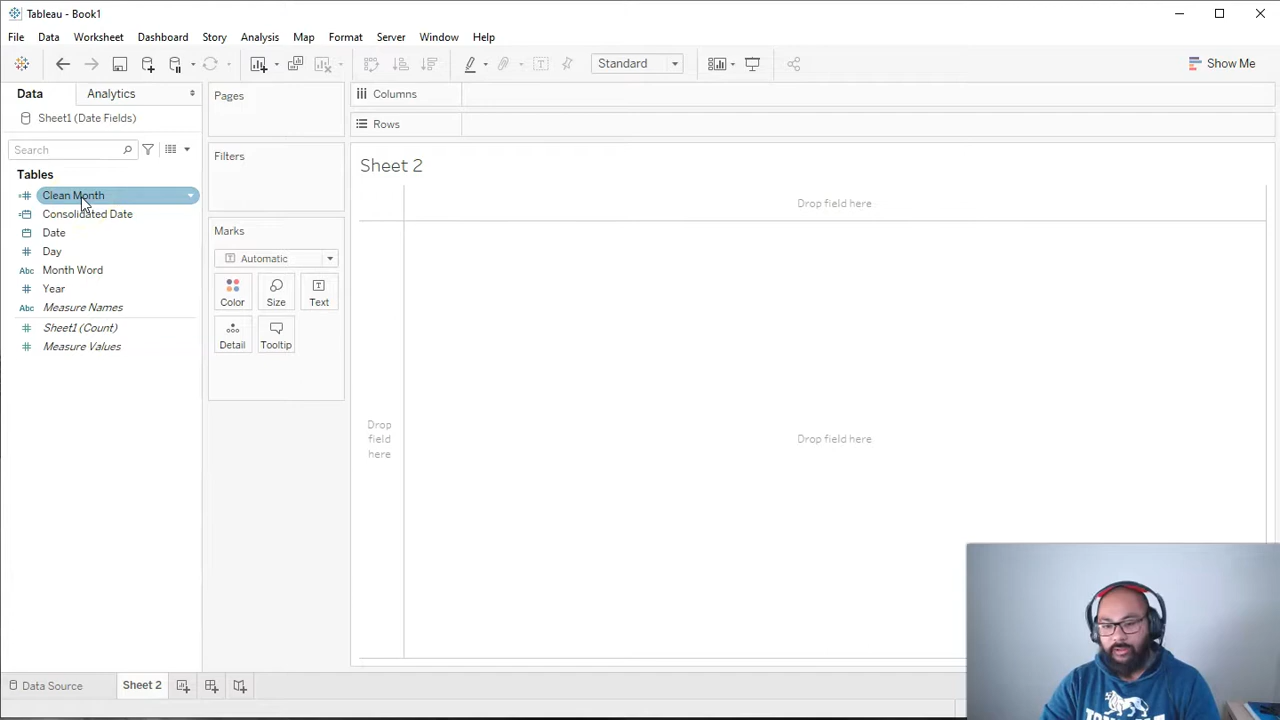 Tableau - Book1
File Data Worksheet Dashboard Story Analysis Map Format Server Window Help
Standard
Show Me
Data Analytics
Sheet1 (Date Fields)
Search
Tables
Clean Month
Consolidated Date
Date
Day
Abc Month Word
Year
Abc Measure Names
Sheet1 (Count)
Measure Values
Pages
Filters
Marks
Automatic
Color Size Text
Detail Tooltip
Columns
Rows
Sheet 2
Drop field here
Drop
field
here
Drop field here
Data Source Sheet 2